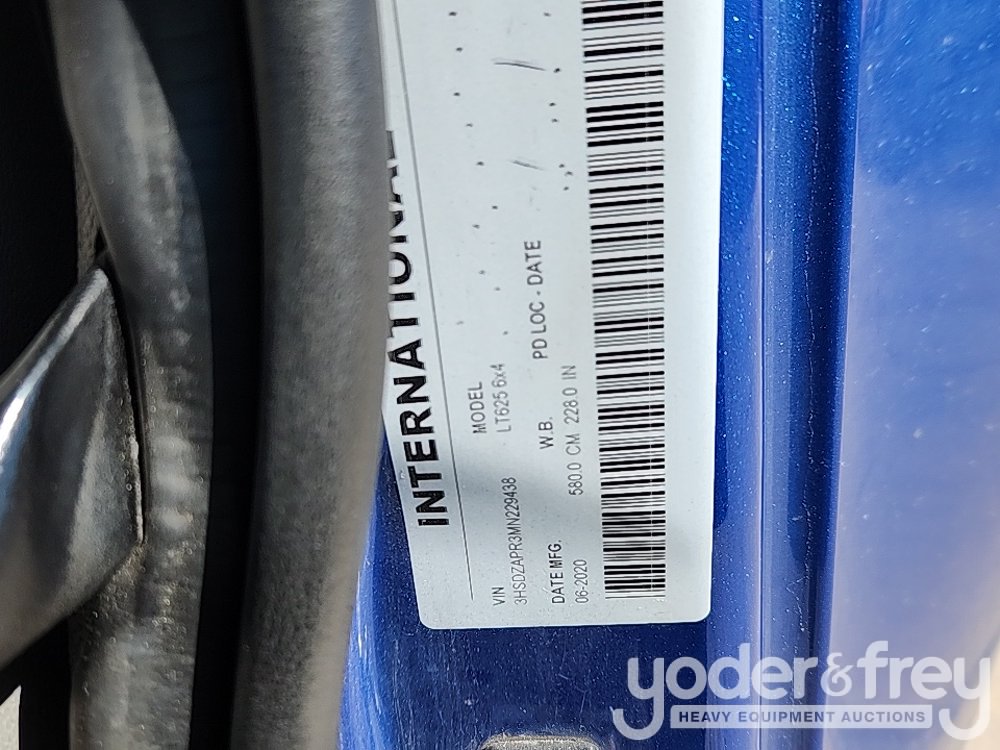 INTERNATIONAL
VIN
MODEL
3HSDZAPR3MN229438
LT625 6x4
DATE MFG.
W.B.
PD LOC - DATE
06-2020
580.0 CM 228.0 IN
yoder&frey
HEAVY EQUIPMENT AUCTIONS